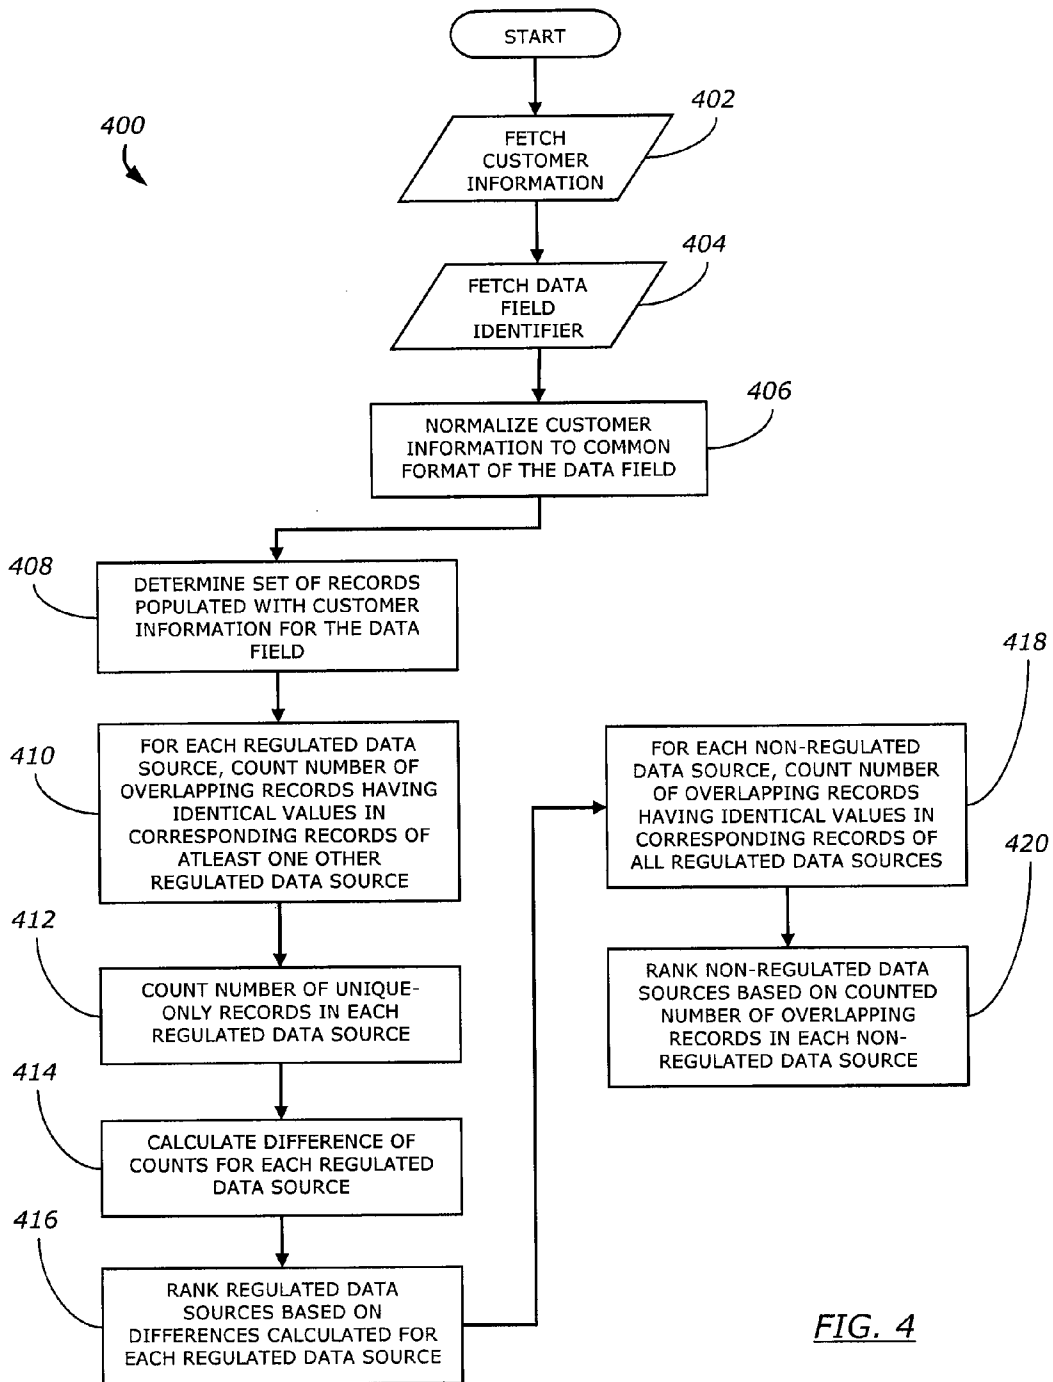 START
402
400
FETCH
CUSTOMER
INFORMATION
404
FETCH DATA
FIELD
IDENTIFIER
406
NORMALIZE CUSTOMER
INFORMATION TO COMMON
FORMAT OF THE DATA FIELD
408
DETERMINE SET OF RECORDS
POPULATED WITH CUSTOMER
INFORMATION FOR THE DATA
FIELD
410
FOR EACH REGULATED DATA
SOURCE, COUNT NUMBER OF
OVERLAPPING RECORDS HAVING
IDENTICAL VALUES IN
CORRESPONDING RECORDS OF
ATLEAST ONE OTHER
REGULATED DATA SOURCE
412
COUNT NUMBER OF UNIQUE-
ONLY RECORDS IN EACH
REGULATED DATA SOURCE
414
CALCULATE DIFFERENCE OF
COUNTS FOR EACH REGULATED
DATA SOURCE
416
RANK REGULATED DATA
SOURCES BASED ON
DIFFERENCES CALCULATED FOR
EACH REGULATED DATA SOURCE
418
FOR EACH NON-REGULATED
DATA SOURCE, COUNT NUMBER
OF OVERLAPPING RECORDS
HAVING IDENTICAL VALUES IN
CORRESPONDING RECORDS OF
ALL REGULATED DATA SOURCES
420
RANK NON-REGULATED DATA
SOURCES BASED ON COUNTED
NUMBER OF OVERLAPPING
RECORDS IN EACH NON-
REGULATED DATA SOURCE
FIG. 4